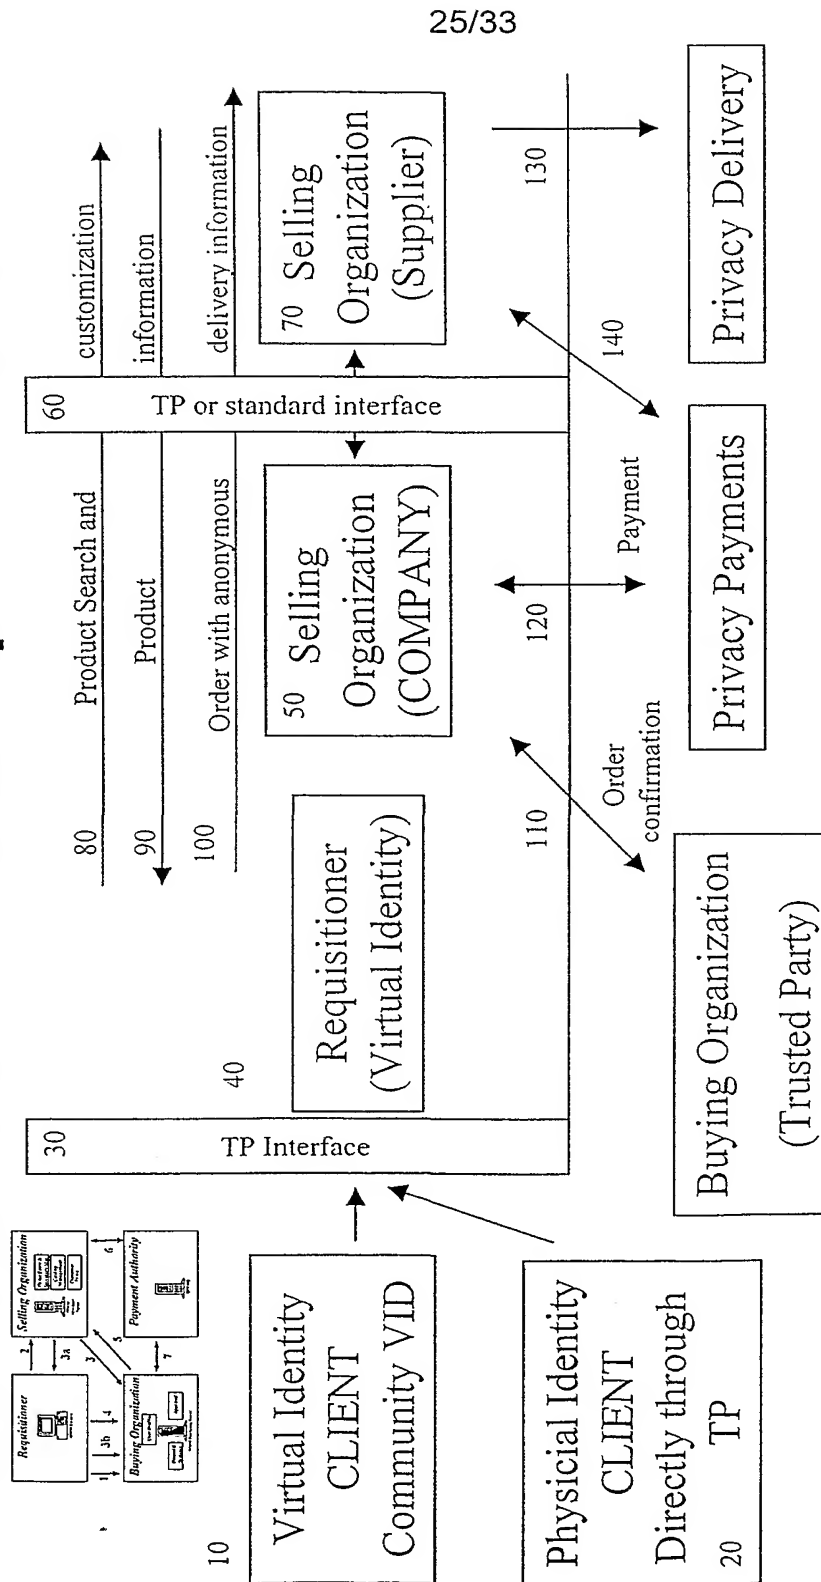 25/33
80
Product Search and
customization
90
Product
information
100
Order with anonymous
delivery information
30
TP Interface
40
Requisitioner
(Virtual Identity)
50 Selling
Organization
(COMPANY)
60
TP or standard interface
70 Selling
Organization
(Supplier)
10
Virtual Identity
CLIENT
Community VID
Physicial Identity
CLIENT
Directly through
20 TP
110
Order
confirmation
120
Payment
140
130
Buying Organization
(Trusted Party)
Privacy Payments
Privacy Delivery
Requisitioner
Selling Organization
Buying Organization
Payment Authority
1
3b
4
2
3a
3
5
6
7